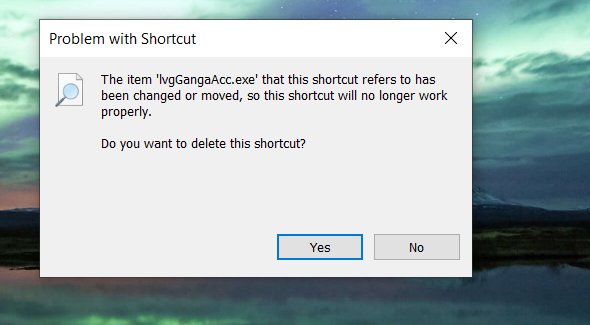 Problem with Shortcut
The item 'lvgGangaAcc.exe' that this shortcut refers to has
been changed or moved, so this shortcut will no longer work
properly.
Do you want to delete this shortcut?
Yes
No